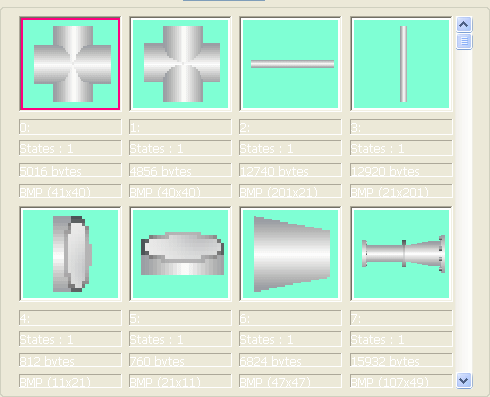 0: 1: 2: 3:
States : 1 States : 1 States : 1 States : 1
5016 bytes 4856 bytes 12740 bytes 12920 bytes
BMP (41x40) BMP (40x40) BMP (201x21) BMP (21x201)
4: 5: 6: 7:
States : 1 States : 1 States : 1 States : 1
812 bytes 760 bytes 6824 bytes 15932 bytes
BMP (11x21) BMP (21x11) BMP (47x47) BMP (107x49)